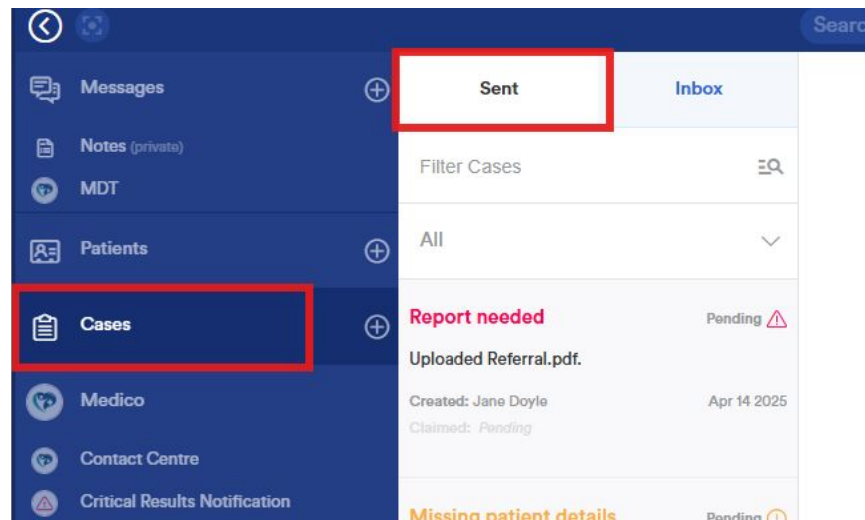 Searc
Messages
Notes (private)
MDT
Patients
Cases
Medico
Contact Centre
Critical Results Notification
Sent
Inbox
Filter Cases
All
Report needed
Pending
Uploaded Referral.pdf.
Created: Jane Doyle
Apr 14 2025
Claimed: Pending
Missing patient details
Pending